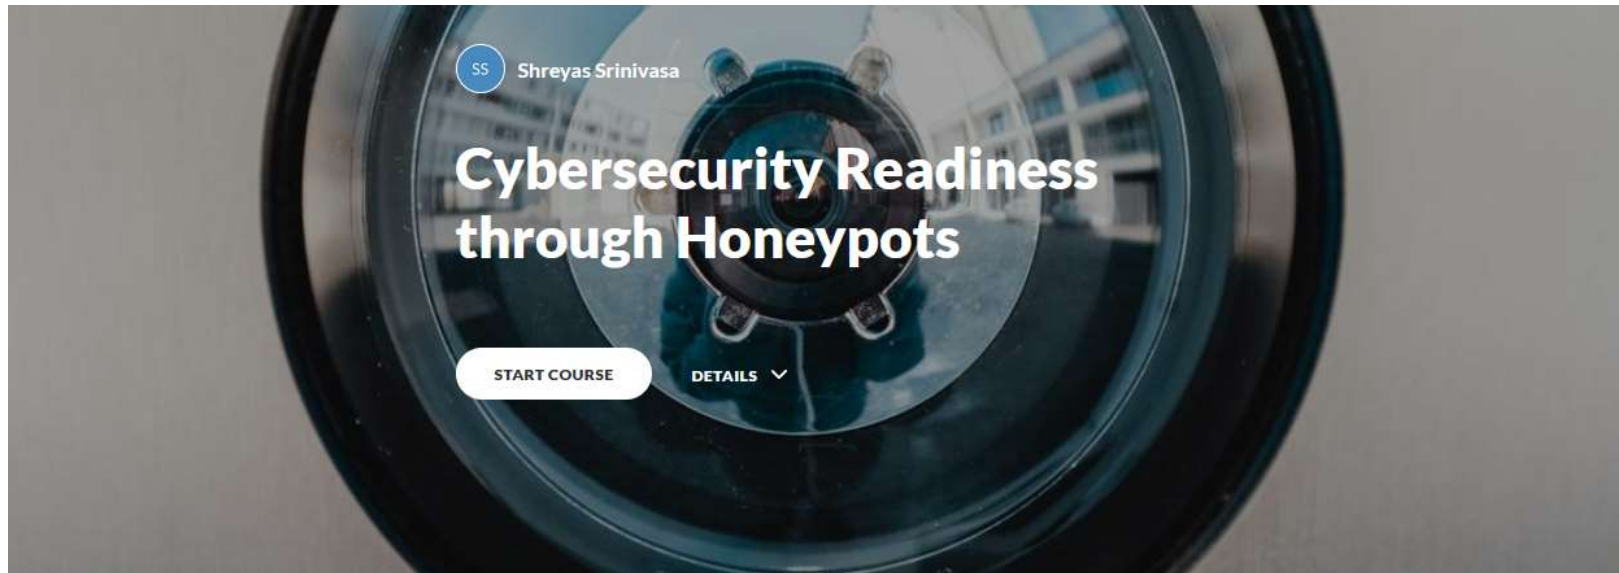 SS
Shreyas Srinivasa
Cybersecurity Readiness
through Honeypots
START COURSE
DETAILS